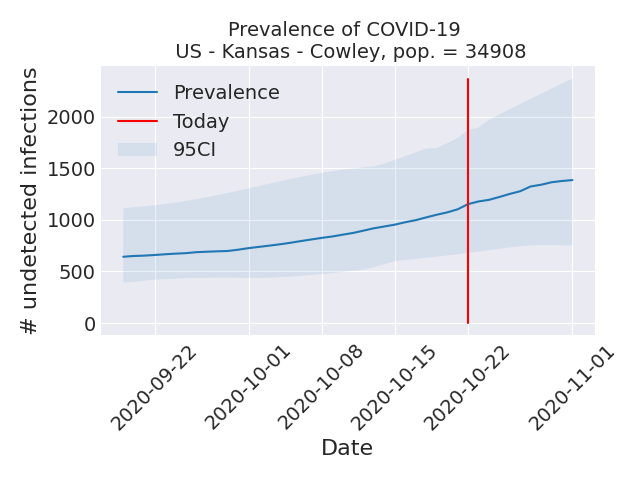 Prevalence of COVID-19
US - Kansas - Cowley, pop. = 34908
# undetected infections
2000
1500
1000
500
0
Prevalence
Today
95CI
2020-09-22
2020-10-01
2020-10-08
2020-10-15
2020-10-22
2020-11-01
Date